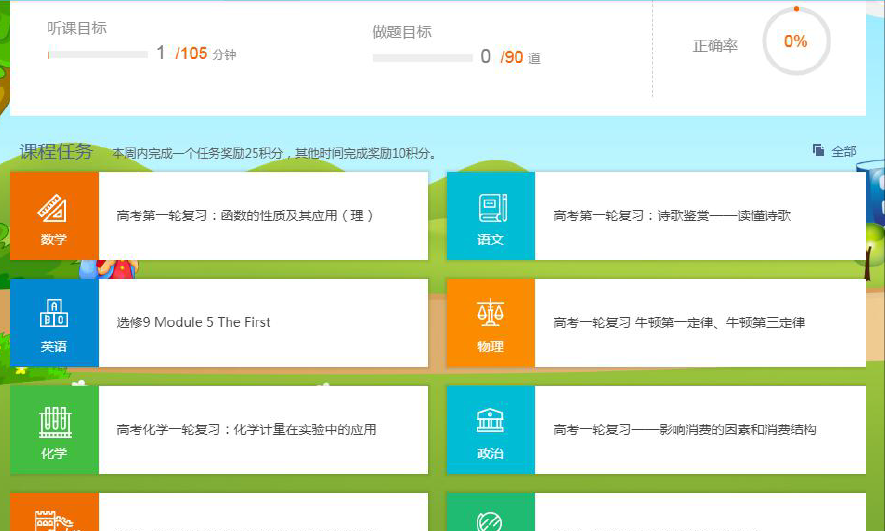 听课目标
1 /105 分钟
做题目标
0 /90 道
正确率
0%
课程任务 本周内完成一个任务奖励25积分，其他时间完成奖励10积分。
全部
数学
高考第一轮复习：函数的性质及其应用（理）
语文
高考第一轮复习：诗歌鉴赏——读懂诗歌
英语
选修9 Module 5 The First
物理
高考一轮复习 牛顿第一定律、牛顿第三定律
化学
高考化学一轮复习：化学计量在实验中的应用
政治
高考一轮复习——影响消费的因素和消费结构